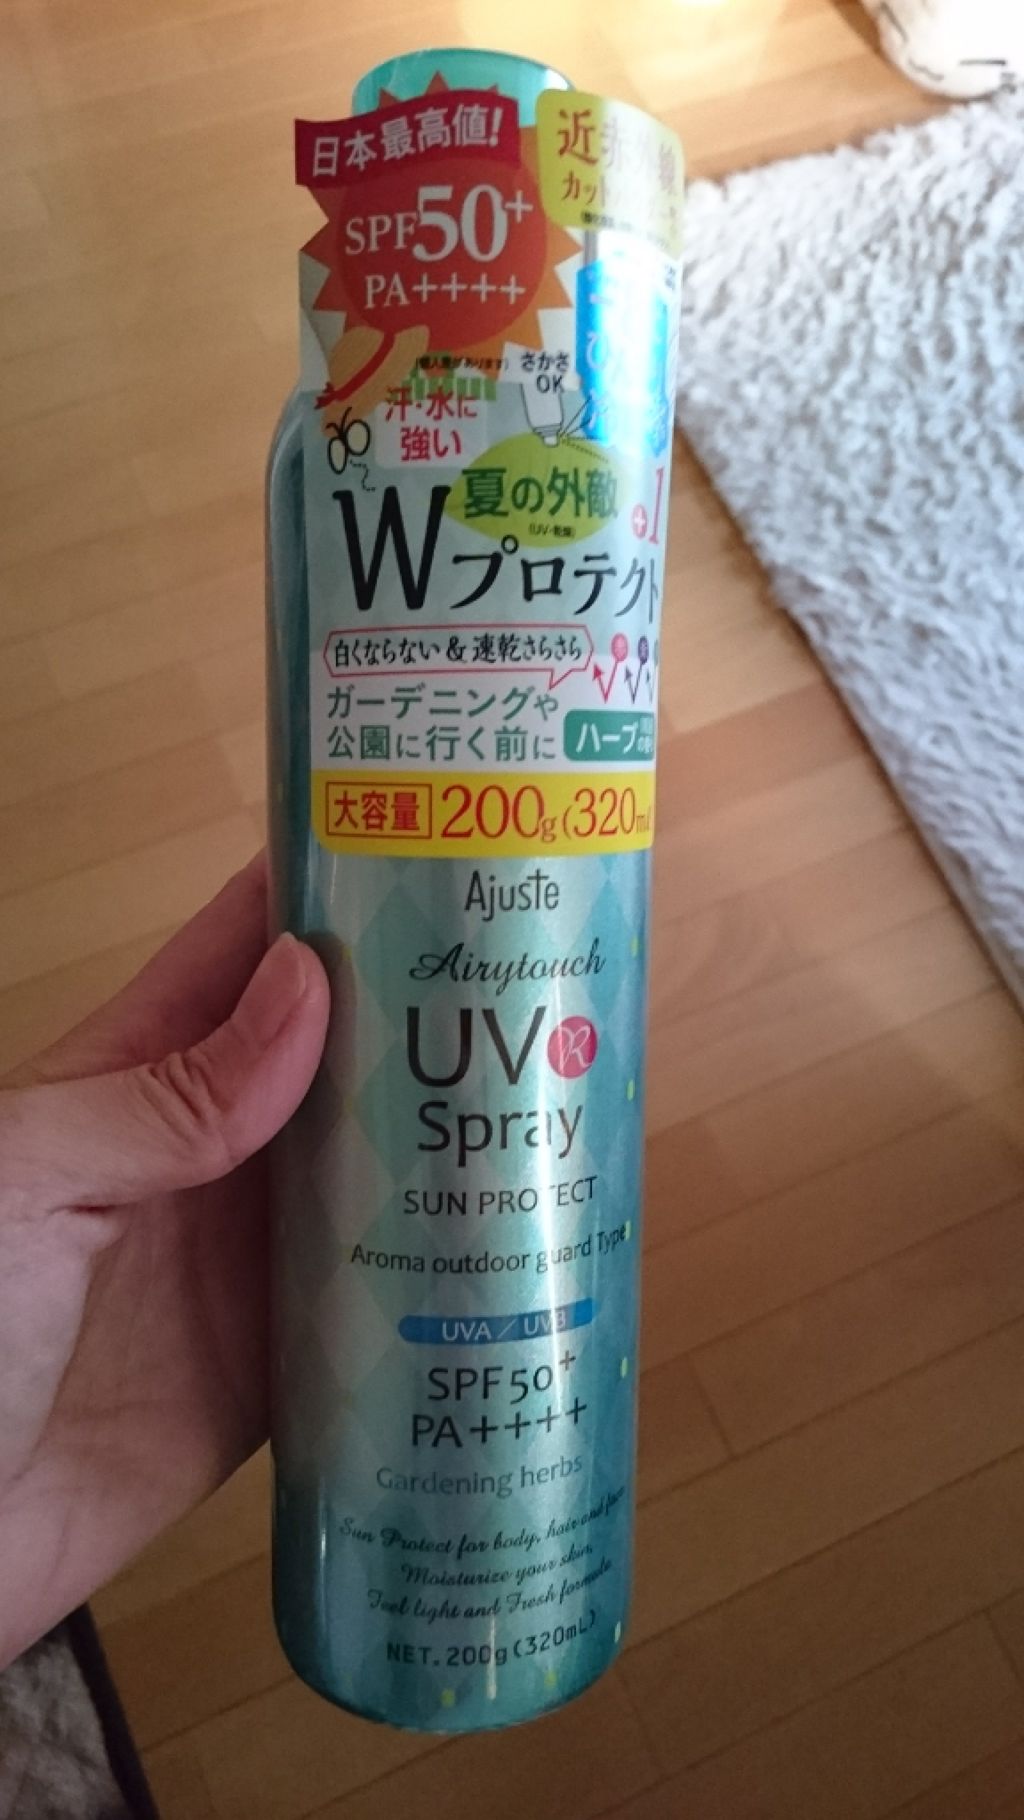 日本最高値!
SPF50+
PA++++
近赤外線
カット
さかさ
OK
汗・水に
強い
夏の外敵
(UV・乾燥)
+1
Wプロテクト
白くならない&速乾さらさら
ガーデニングや
公園に行く前に
ハーブ
大容量 200g(320mL
Ajuste
Airytouch
UV R
Spray
SUN PROTECT
Aroma outdoor guard Type
UVA/UVB
SPF50+
PA++++
Gardening herbs
Sun Protect for body, hair and face
Moisturize your skin,
Feel light and Fresh formula
NET.200g(320mL)